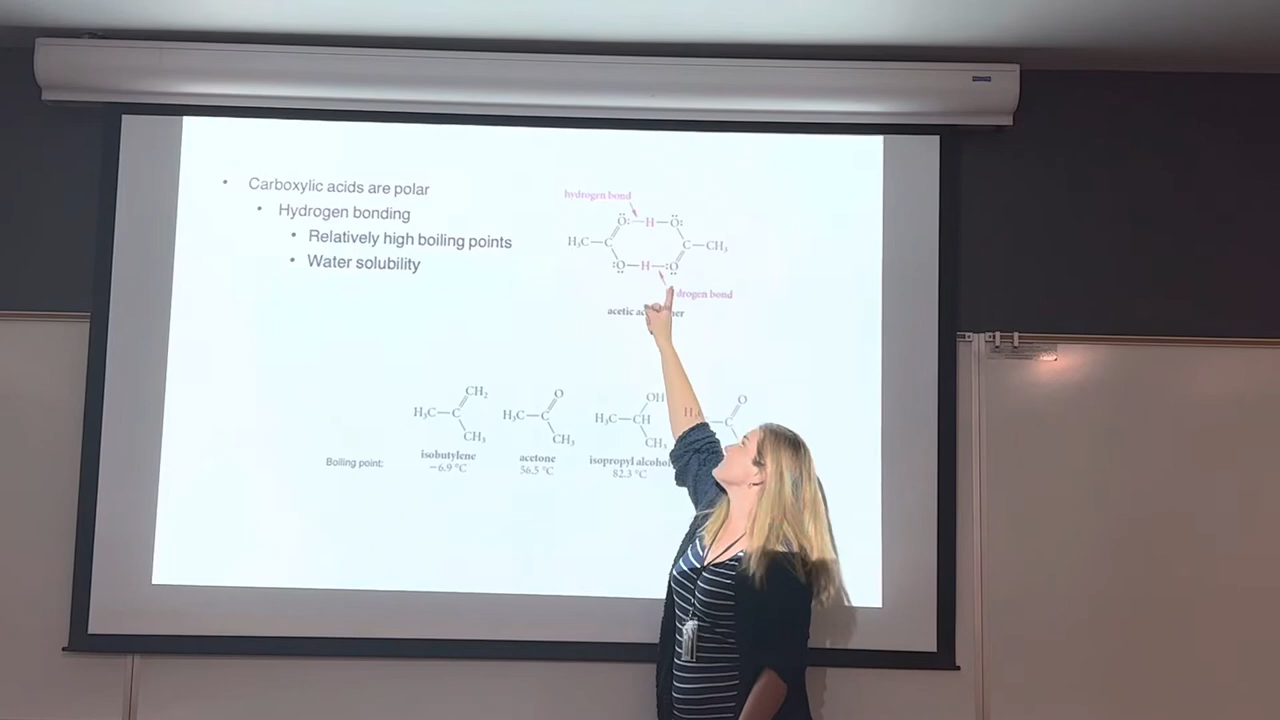 • Carboxylic acids are polar
• Hydrogen bonding
• Relatively high boiling points
• Water solubility
hydrogen bond
Ö: H—Ö:
H₃C—C C—CH₃
:O—H :O
drogen bond
acetic
CH₂ O OH O
H₃C—C H₃C—C H₃C—CH H C
CH₃ CH₃ CH₃
isobutylene acetone isopropyl alcohol
Boiling point: −6.9 °C 56.5 °C 82.3 °C